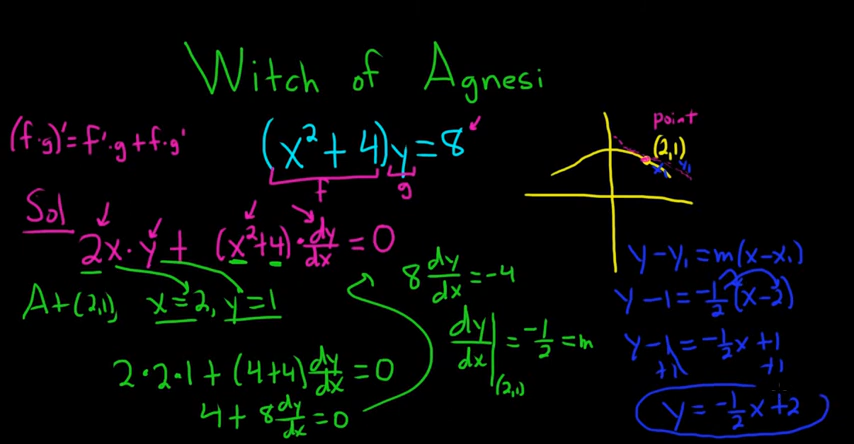 Witch of Agnesi
(f·g)' = f'·g + f·g'
(x² + 4)y = 8
f g
point
(2,1)
x₁ y₁
Sol
2x·y + (x²+4)·dy/dx = 0
At (2,1), x=2, y=1
2·2·1 + (4+4)dy/dx = 0
4 + 8dy/dx = 0
8 dy/dx = -4
dy/dx |(2,1) = -1/2 = m
y-y₁ = m(x-x₁)
y-1 = -1/2(x-2)
y-1 = -1/2x+1
+1 +1
y = -1/2x+2